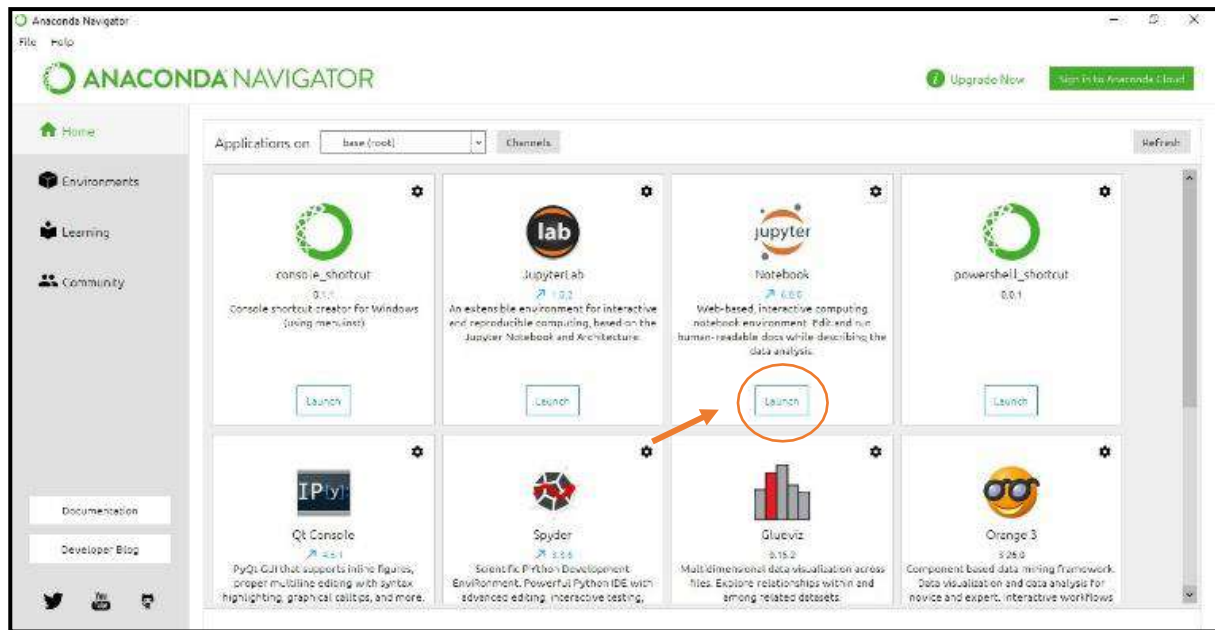 Anaconda Navigator
File Help
ANACONDA NAVIGATOR
Upgrade Now
Sign in to Anaconda Cloud
Home
Environments
Learning
Community
Documentation
Developer Blog
You
Applications on
base (root)
Channels
Refresh
console_shortcut
0.1.1
Console shortcut creator for Windows
(using menuinst)
Launch
lab
JupyterLab
An extensible environment for interactive
and reproducible computing, based on the
Jupyter Notebook and Architecture.
Launch
jupyter
Notebook
Web-based, interactive computing
notebook environment. Edit and run
human-readable docs while describing the
data analysis.
Launch
powershell_shortcut
0.0.1
Launch
IP[y]:
Qt Console
PyQt GUI that supports inline figures,
proper multiline editing with syntax
highlighting, graphical calltips, and more.
Spyder
Scientific PYthon Development
EnviRonment. Powerful Python IDE with
advanced editing, interactive testing,
Glueviz
0.15.2
Multidimensional data visualization across
files. Explore relationships within and
among related datasets.
Orange 3
3.26.0
Component based data mining framework.
Data visualization and data analysis for
novice and expert. Interactive workflows